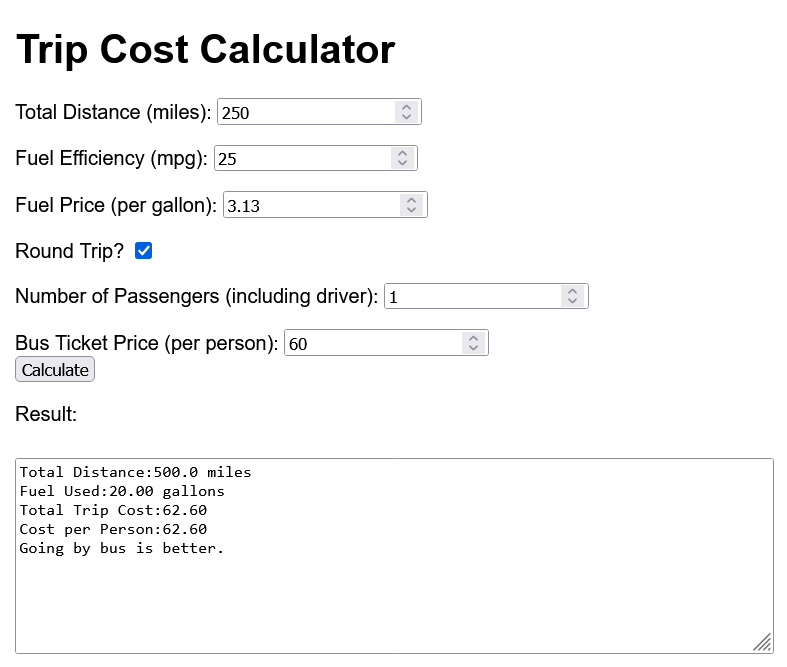 Trip Cost Calculator
Total Distance (miles): 250
Fuel Efficiency (mpg): 25
Fuel Price (per gallon): 3.13
Round Trip?
Number of Passengers (including driver): 1
Bus Ticket Price (per person): 60
Calculate
Result:
Total Distance:500.0 miles
Fuel Used:20.00 gallons
Total Trip Cost:62.60
Cost per Person:62.60
Going by bus is better.